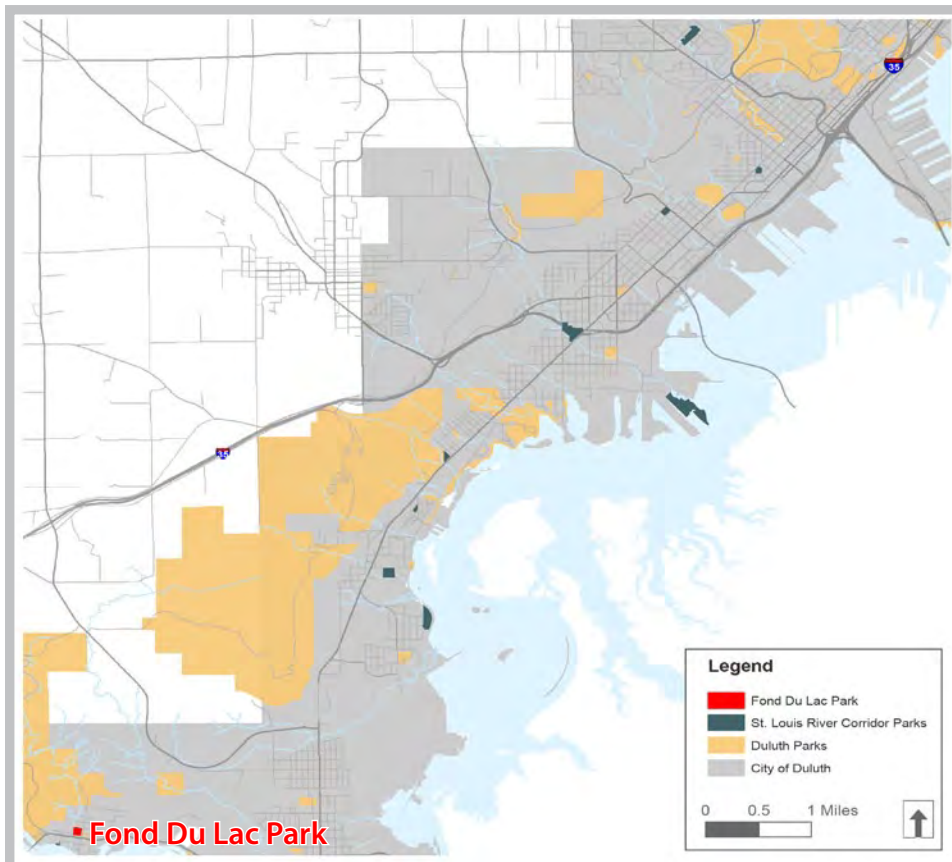 35
35
Legend
Fond Du Lac Park
St. Louis River Corridor Parks
Duluth Parks
City of Duluth
0 0.5 1 Miles
Fond Du Lac Park